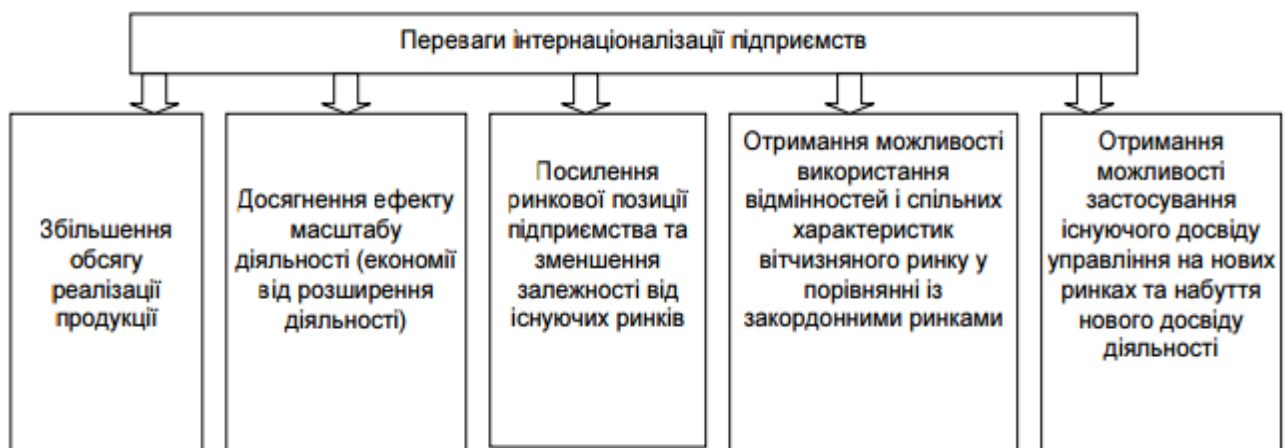 Переваги інтернаціоналізації підприємств
Збільшення
обсягу
реалізації
продукції
Досягнення ефекту
масштабу
діяльності (економії
від розширення
діяльності)
Посилення
ринкової позиції
підприємства та
зменшення
залежності від
існуючих ринків
Отримання можливості
використання
відмінностей і спільних
характеристик
вітчизняного ринку у
порівнянні із
закордонними ринками
Отримання
можливості
застосування
існуючого досвіду
управління на нових
ринках та набуття
нового досвіду
діяльності